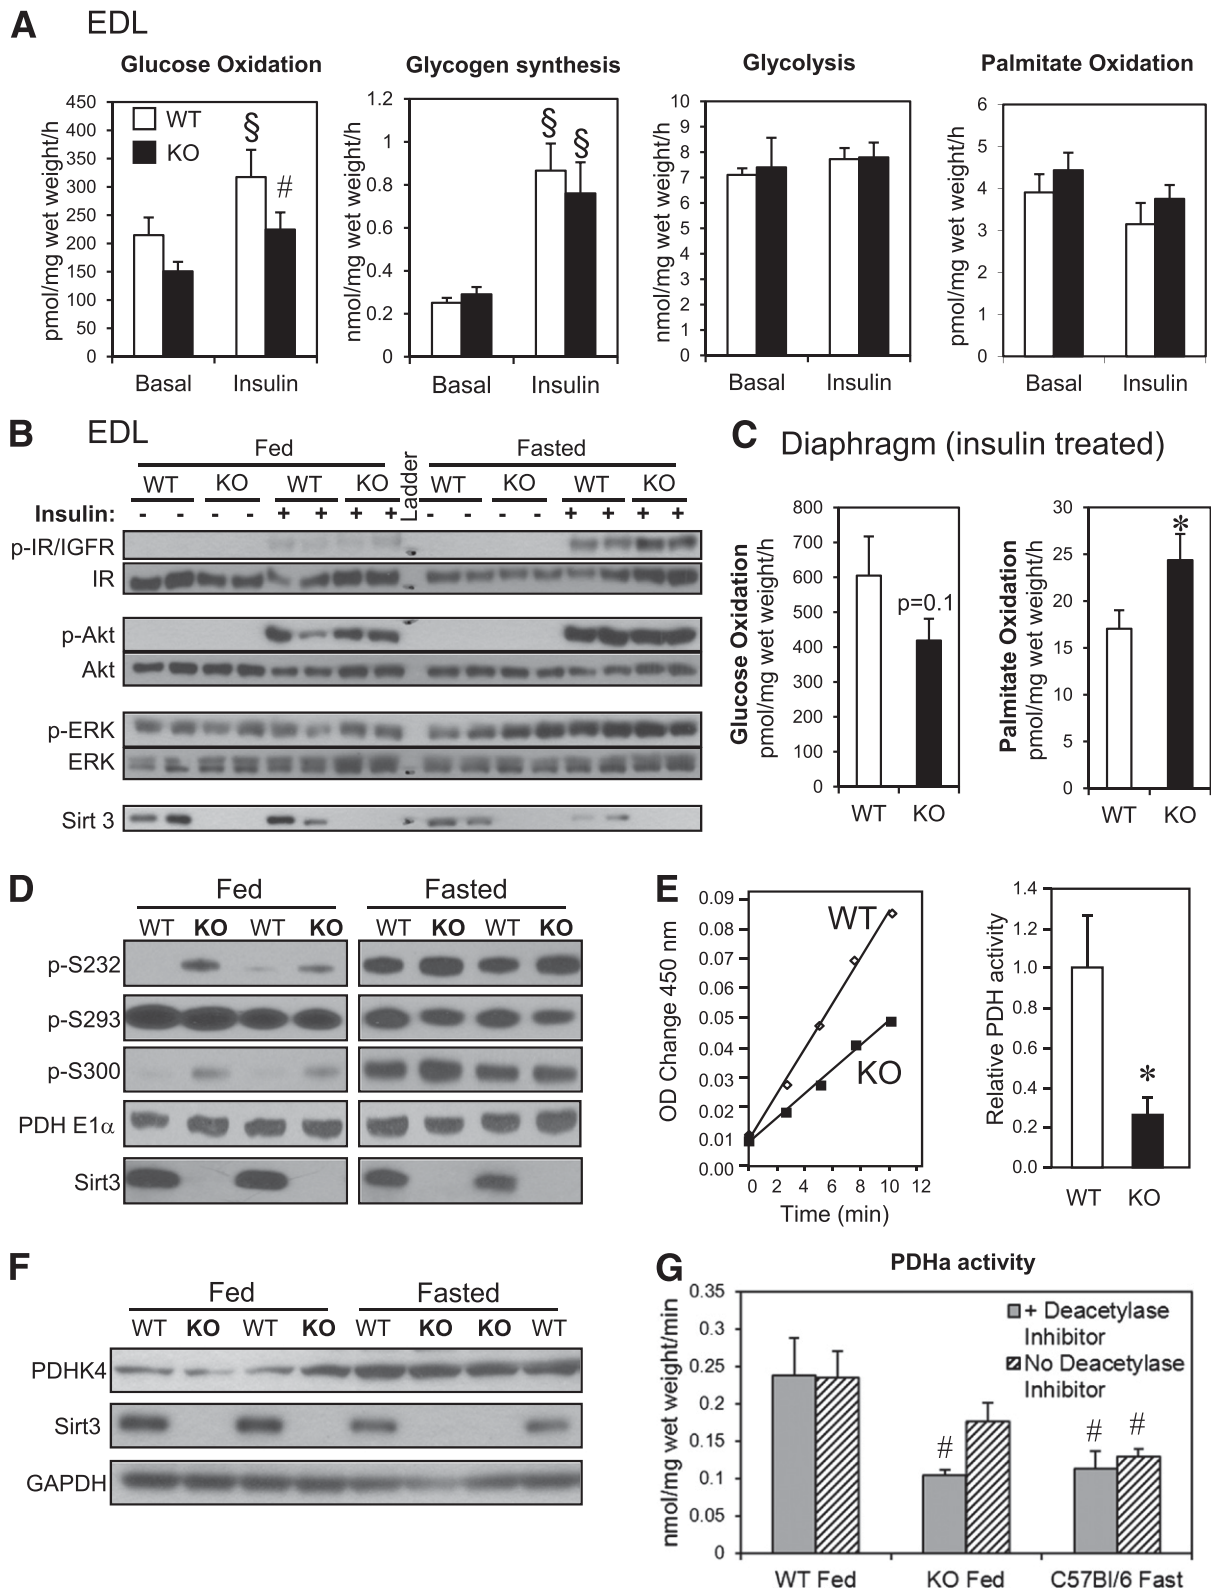 A EDL
Glucose Oxidation
pmol/mg wet weight/h
450
400
350
300
250
200
150
100
50
0
WT
KO
§
#
Basal Insulin
Glycogen synthesis
nmol/mg wet weight/h
1.2
1
0.8
0.6
0.4
0.2
0
§
§
Basal Insulin
Glycolysis
nmol/mg wet weight/h
10
9
8
7
6
5
4
3
2
1
0
Basal Insulin
Palmitate Oxidation
pmol/mg wet weight/h
6
5
4
3
2
1
0
Basal Insulin
B EDL
Fed Ladder Fasted
WT KO WT KO WT KO WT KO
Insulin: - - - - + + + + - - - - + + + +
p-IR/IGFR
IR
p-Akt
Akt
p-ERK
ERK
Sirt 3
C Diaphragm (insulin treated)
Glucose Oxidation
pmol/mg wet weight/h
800
700
600
500
400
300
200
100
0
p=0.1
WT KO
Palmitate Oxidation
pmol/mg wet weight/h
30
25
20
15
10
5
0
*
WT KO
D
Fed Fasted
WT KO WT KO WT KO WT KO
p-S232
p-S293
p-S300
PDH E1α
Sirt3
E
OD Change 450 nm
0.09
0.08
0.07
0.06
0.05
0.04
0.03
0.02
0.01
0.00
WT
KO
0 2 4 6 8 10 12
Time (min)
Relative PDH activity
1.4
1.2
1.0
0.8
0.6
0.4
0.2
0.0
*
WT KO
F
Fed Fasted
WT KO WT KO WT KO KO WT
PDHK4
Sirt3
GAPDH
G PDHa activity
nmol/mg wet weight/min
0.35
0.3
0.25
0.2
0.15
0.1
0.05
0
+ Deacetylase
Inhibitor
No Deacetylase
Inhibitor
#
# #
WT Fed KO Fed C57Bl/6 Fast